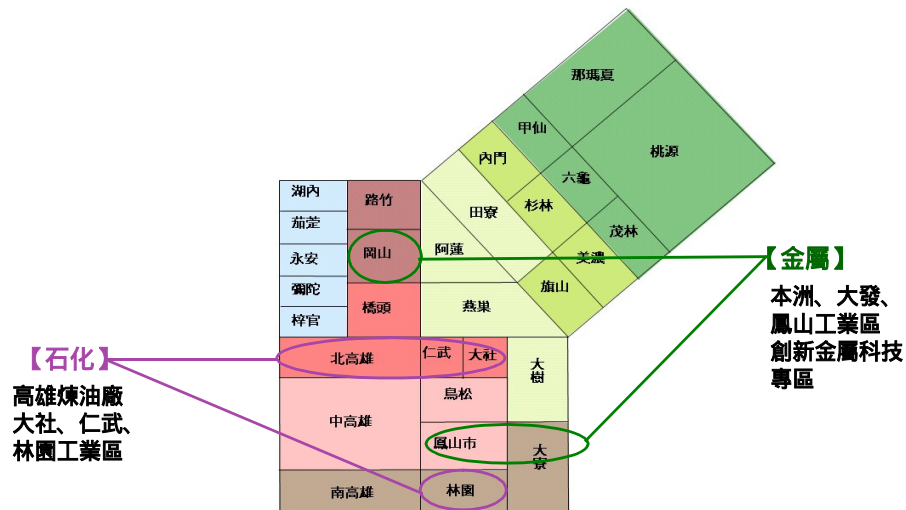 那瑪夏
甲仙
桃源
內門
六龜
湖內
路竹
杉林
田寮
茄萣
茂林
岡山
阿蓮
永安
美濃
【金屬】
旗山
彌陀
本洲、大發、
鳳山工業區
創新金屬科技
專區
橋頭
燕巢
梓官
【石化】
北高雄
仁武
大社
大樹
高雄煉油廠
大社、仁武、
林園工業區
鳥松
中高雄
鳳山市
大寮
南高雄
林園